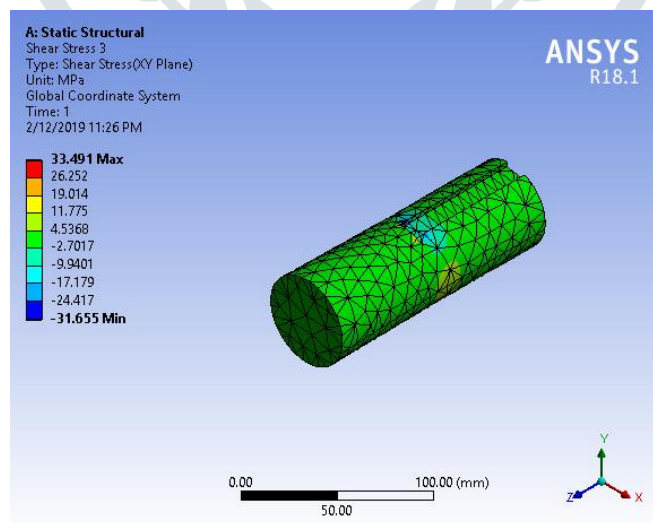 A: Static Structural
Shear Stress 3
Type: Shear Stress(XY Plane)
Unit: MPa
Global Coordinate System
Time: 1
2/12/2019 11:26 PM
ANSYS
R18.1
33.491 Max
26.252
19.014
11.775
4.5368
-2.7017
-9.9401
-17.179
-24.417
-31.655 Min
0.00
100.00 (mm)
50.00
Y
Z
X